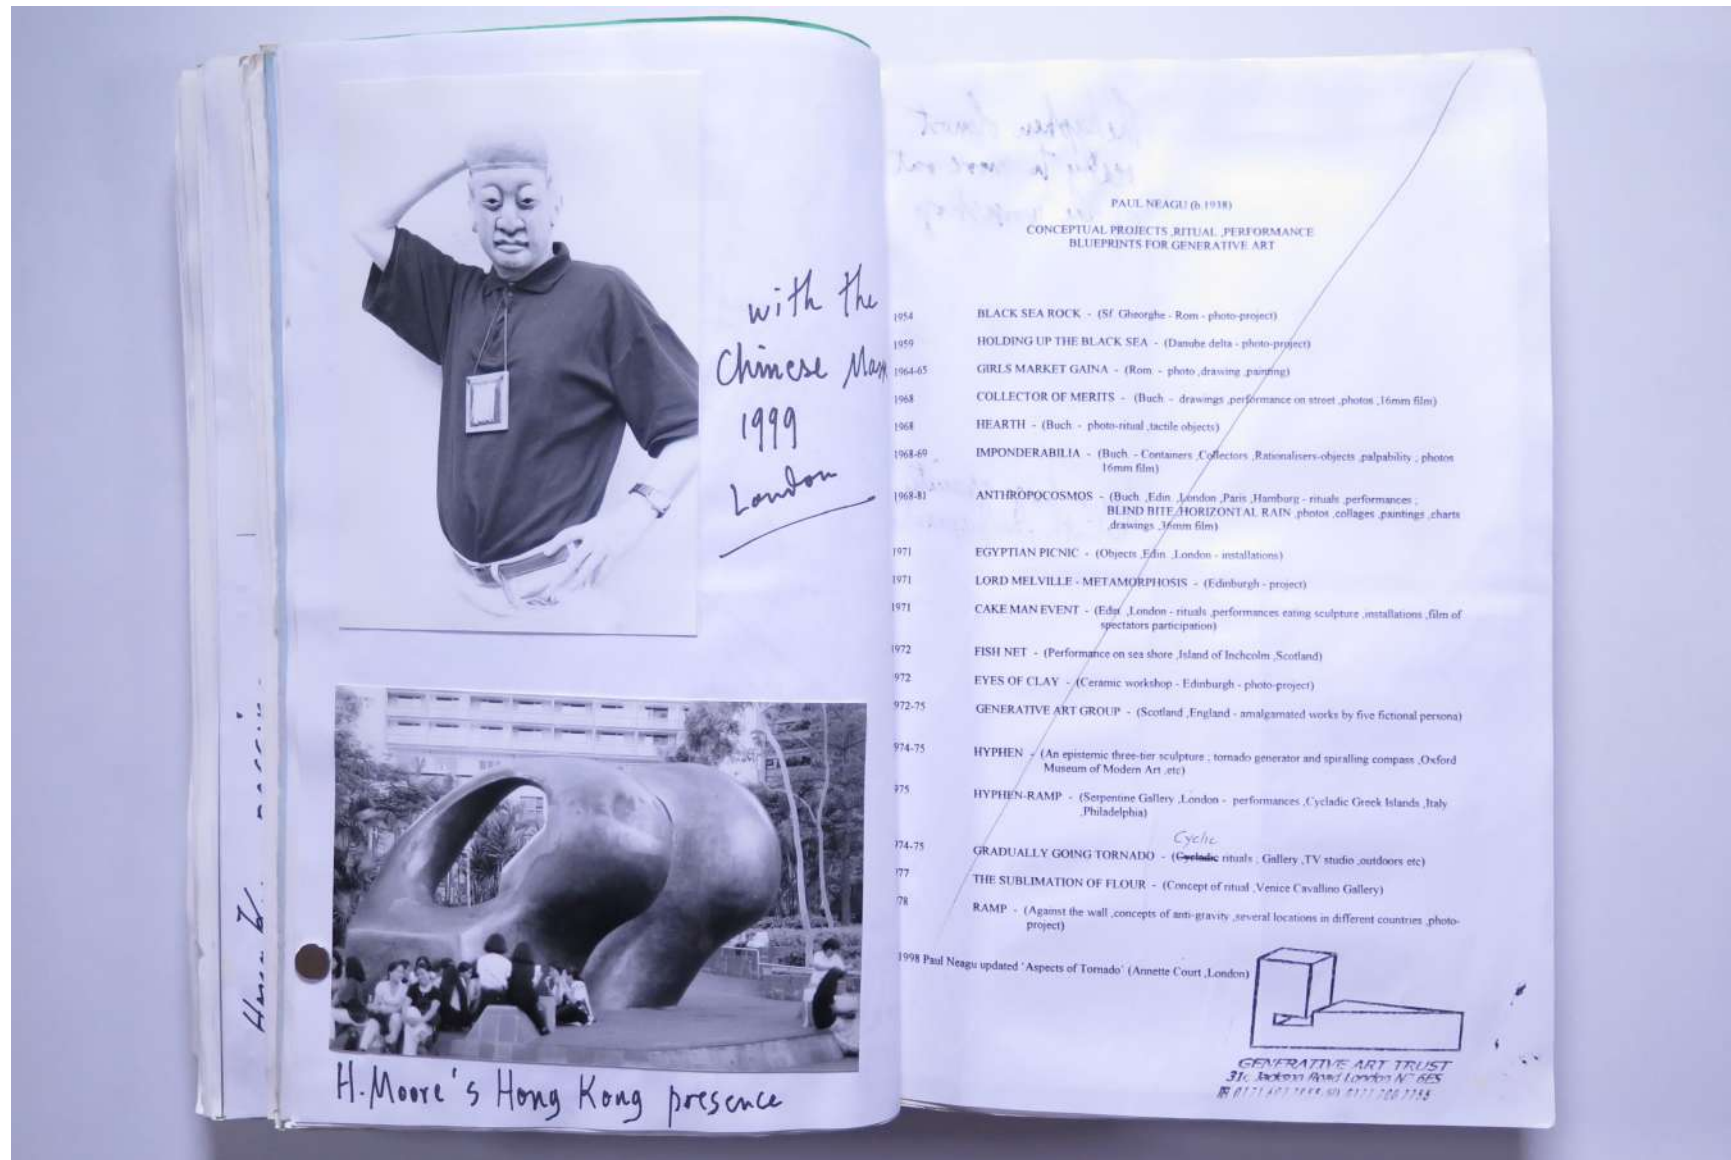 with the
Chinese Mask
1999
London
H. Moore's Hong Kong presence
PAUL NEAGU (b.1938)
CONCEPTUAL PROJECTS ,RITUAL ,PERFORMANCE
BLUEPRINTS FOR GENERATIVE ART
1954 BLACK SEA ROCK - (Sf Gheorghe - Rom - photo-project)
1959 HOLDING UP THE BLACK SEA - (Danube delta - photo-project)
1964-65 GIRLS MARKET GAINA - (Rom - photo ,drawing ,painting)
1968 COLLECTOR OF MERITS - (Buch - drawings ,performance on street ,photos ,16mm film)
1968 HEARTH - (Buch - photo-ritual ,tactile objects)
1968-69 IMPONDERABILIA - (Buch - Containers ,Collectors ,Rationalisers-objects ,palpability ; photos
16mm film)
1968-81 ANTHROPOCOSMOS - (Buch ,Edin ,London ,Paris ,Hamburg - rituals ,performances ;
BLIND BITE ,HORIZONTAL RAIN ,photos ,collages ,paintings ,charts
,drawings ,16mm film)
1971 EGYPTIAN PICNIC - (Objects ,Edin ,London - installations)
1971 LORD MELVILLE - METAMORPHOSIS - (Edinburgh - project)
1971 CAKE MAN EVENT - (Edin ,London - rituals ,performances eating sculpture ,installations ,film of
spectators participation)
1972 FISH NET - (Performance on sea shore ,Island of Inchcolm ,Scotland)
972 EYES OF CLAY - (Ceramic workshop - Edinburgh - photo-project)
972-75 GENERATIVE ART GROUP - (Scotland ,England - amalgamated works by five fictional persona)
974-75 HYPHEN - (An epistemic three-tier sculpture ; tornado generator and spiralling compass ,Oxford
Museum of Modern Art ,etc)
975 HYPHEN-RAMP - (Serpentine Gallery ,London - performances ,Cycladic Greek Islands ,Italy
,Philadelphia)
Cyclic
974-75 GRADUALLY GOING TORNADO - (Cycladic rituals ; Gallery ,TV studio ,outdoors etc)
977 THE SUBLIMATION OF FLOUR - (Concept of ritual ,Venice Cavallino Gallery)
78 RAMP - (Against the wall ,concepts of anti-gravity ,several locations in different countries ,photo-
project)
1998 Paul Neagu updated 'Aspects of Tornado' (Annette Court ,London)
GENERATIVE ART TRUST
31c Jackson Road London N7 6ES